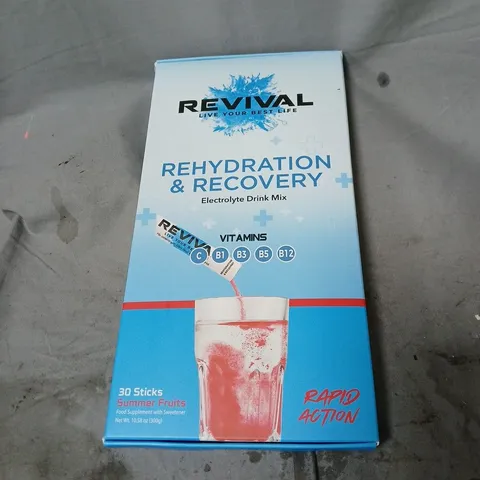 REVIVAL
LIVE YOUR BEST LIFE
REHYDRATION
& RECOVERY
Electrolyte Drink Mix
REVIVAL
VITAMINS
C B1 B3 B5 B12
30 Sticks
Summer Fruits
Food Supplement with Sweetener
RAPID
ACTION